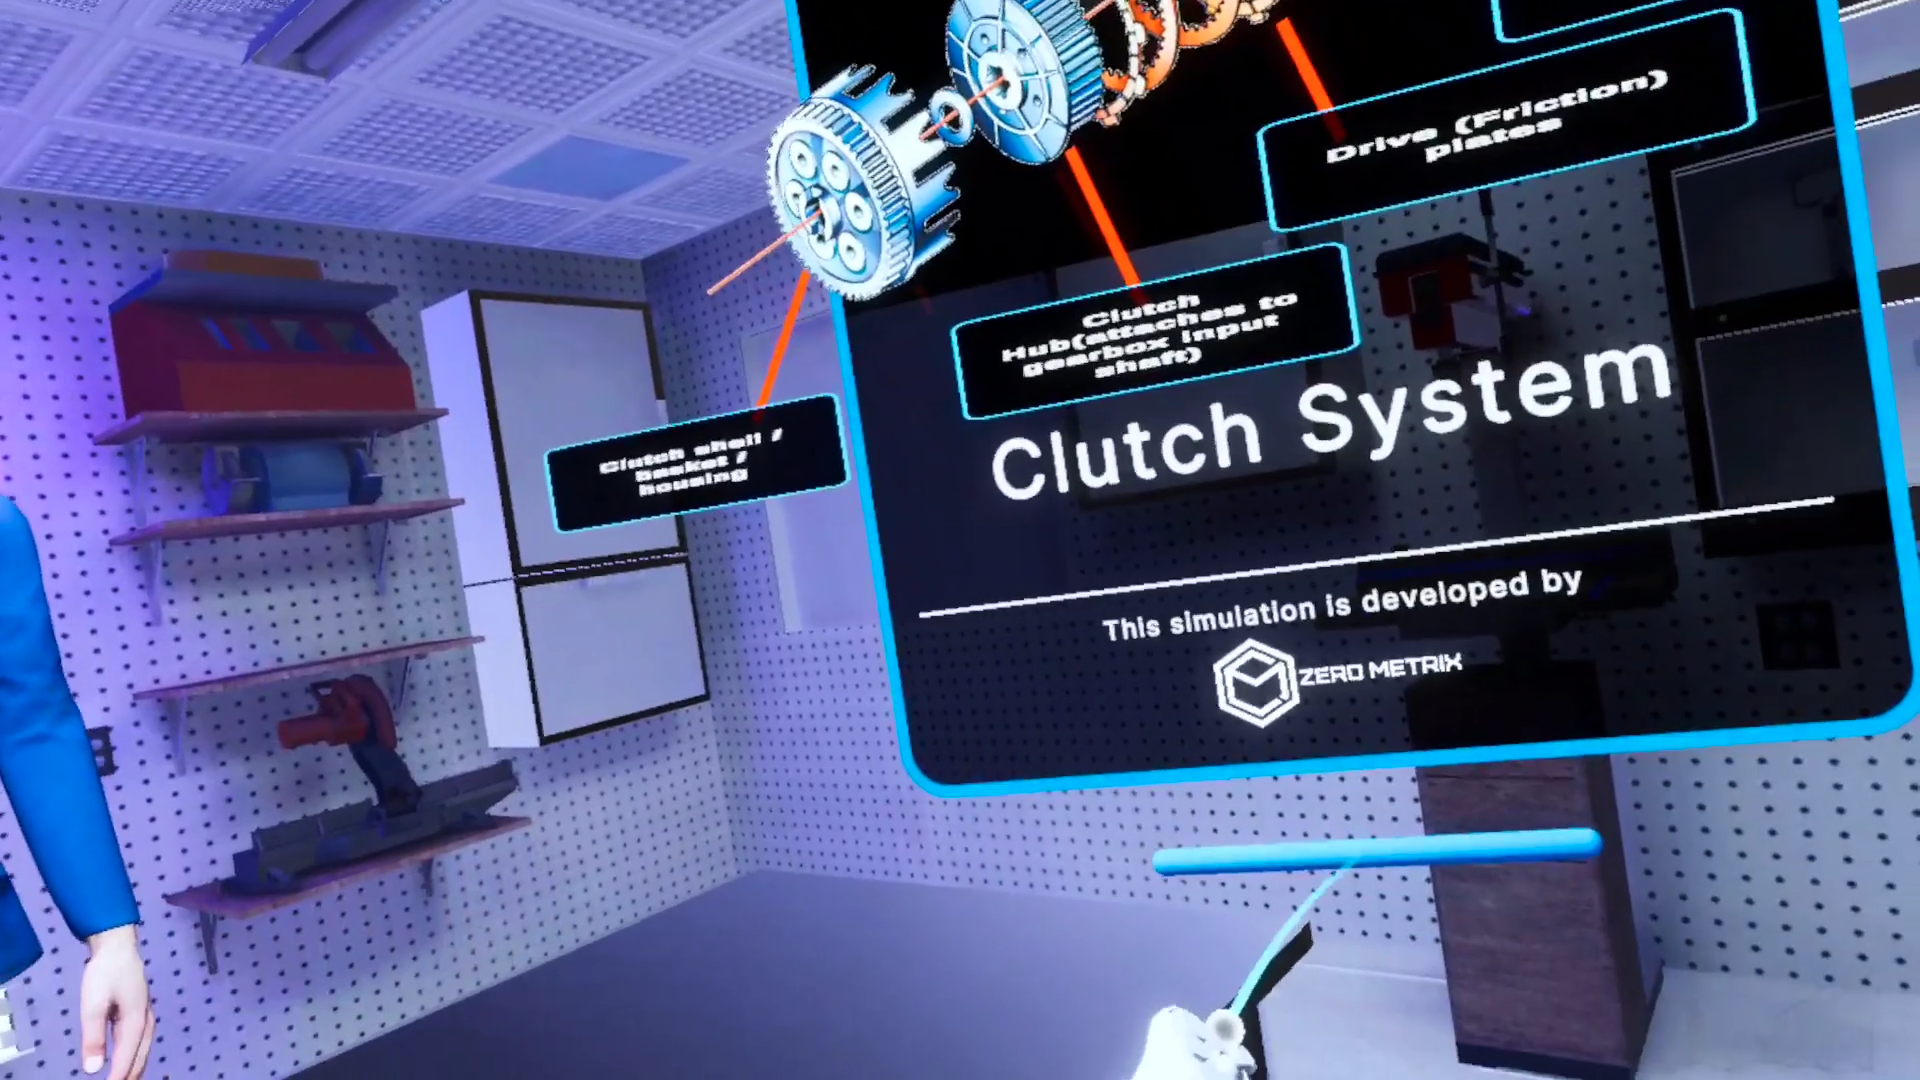 Drive (Friction)
plates
Clutch
Hub(attaches to
gearbox input
shaft)
Clutch shell /
Basket /
housing
Clutch System
This simulation is developed by
ZERO METRIX